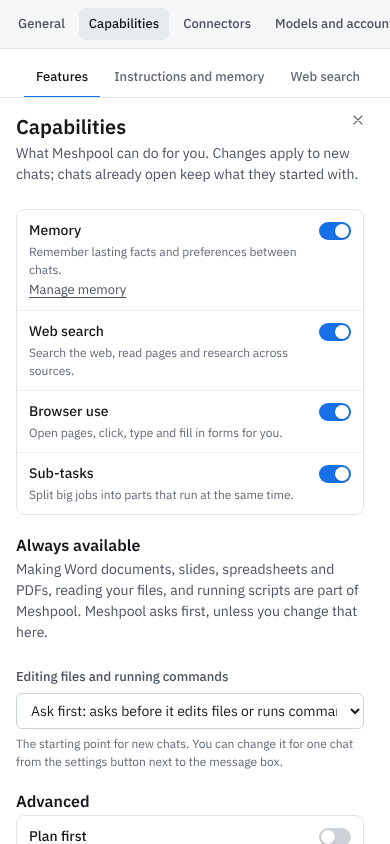 General Capabilities Connectors Models and accoun
Features Instructions and memory Web search
Capabilities
What Meshpool can do for you. Changes apply to new
chats; chats already open keep what they started with.
Memory
Remember lasting facts and preferences between
chats.
Manage memory
Web search
Search the web, read pages and research across
sources.
Browser use
Open pages, click, type and fill in forms for you.
Sub-tasks
Split big jobs into parts that run at the same time.
Always available
Making Word documents, slides, spreadsheets and
PDFs, reading your files, and running scripts are part of
Meshpool. Meshpool asks first, unless you change that
here.
Editing files and running commands
Ask first: asks before it edits files or runs comma
The starting point for new chats. You can change it for one chat
from the settings button next to the message box.
Advanced
Plan first